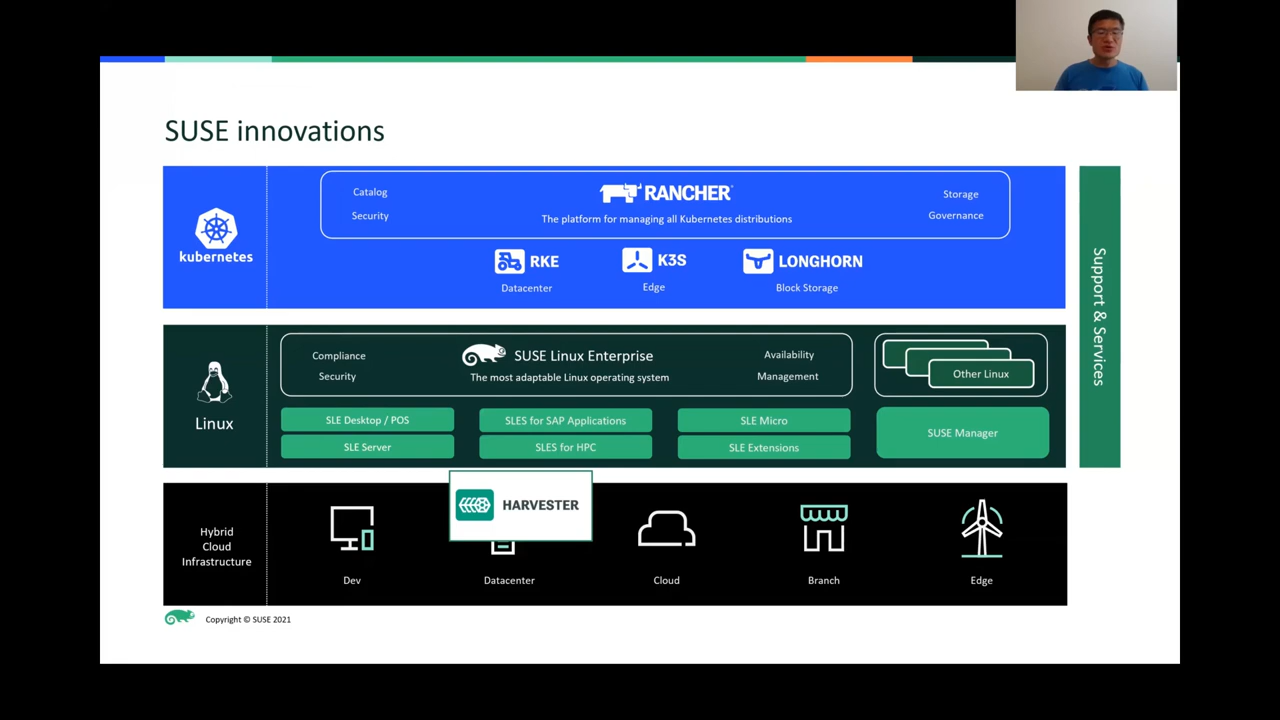 SUSE innovations
kubernetes
Catalog
Security
RANCHER
The platform for managing all Kubernetes distributions
Storage
Governance
RKE
Datacenter
K3S
Edge
LONGHORN
Block Storage
Support & Services
Linux
Compliance
Security
SUSE Linux Enterprise
The most adaptable Linux operating system
Availability
Management
Other Linux
SLE Desktop / POS
SLES for SAP Applications
SLE Micro
SUSE Manager
SLE Server
SLES for HPC
SLE Extensions
Hybrid
Cloud
Infrastructure
HARVESTER
Dev
Datacenter
Cloud
Branch
Edge
Copyright © SUSE 2021